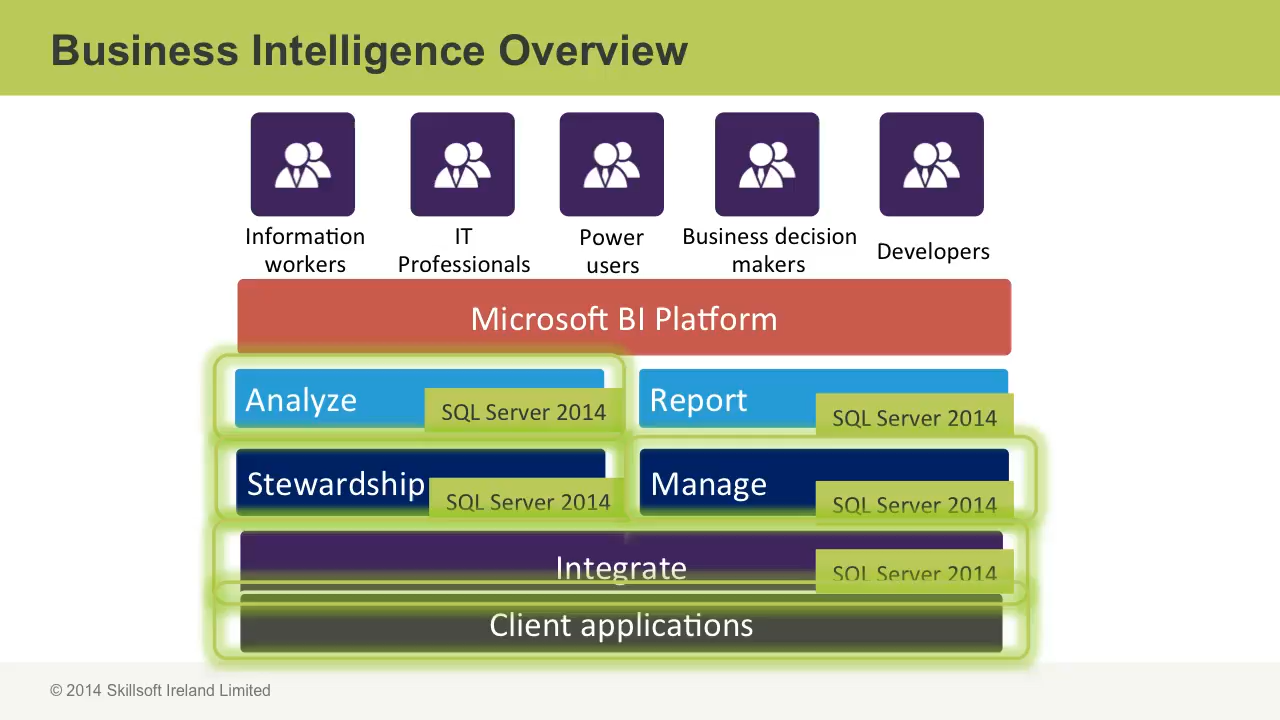 Business Intelligence Overview
Information
workers
IT
Professionals
Power
users
Business decision
makers
Developers
Microsoft BI Platform
Analyze
SQL Server 2014
Report
SQL Server 2014
Stewardship
SQL Server 2014
Manage
SQL Server 2014
Integrate
SQL Server 2014
Client applications
© 2014 Skillsoft Ireland Limited